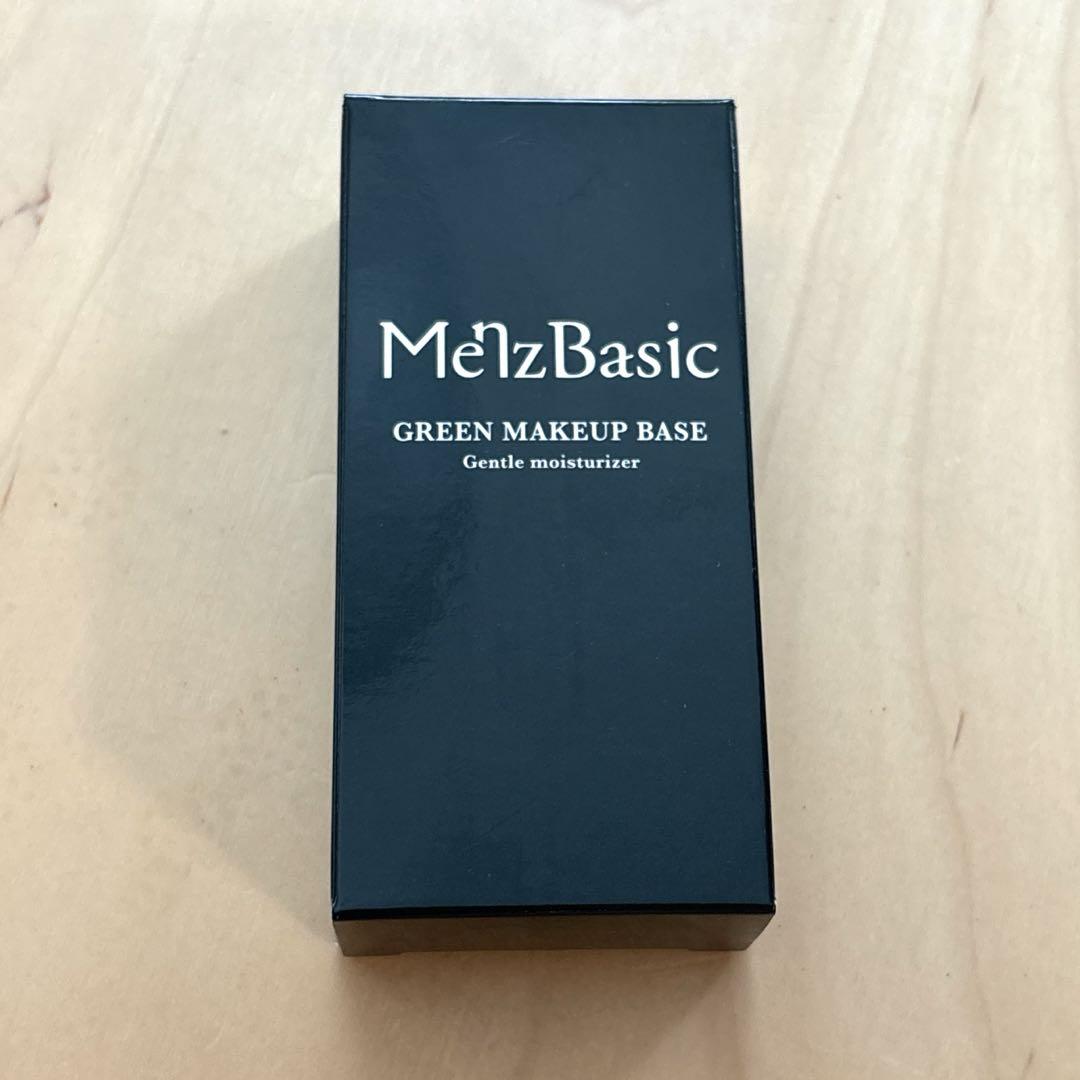 MenzBasic
GREEN MAKEUP BASE
Gentle moisturizer